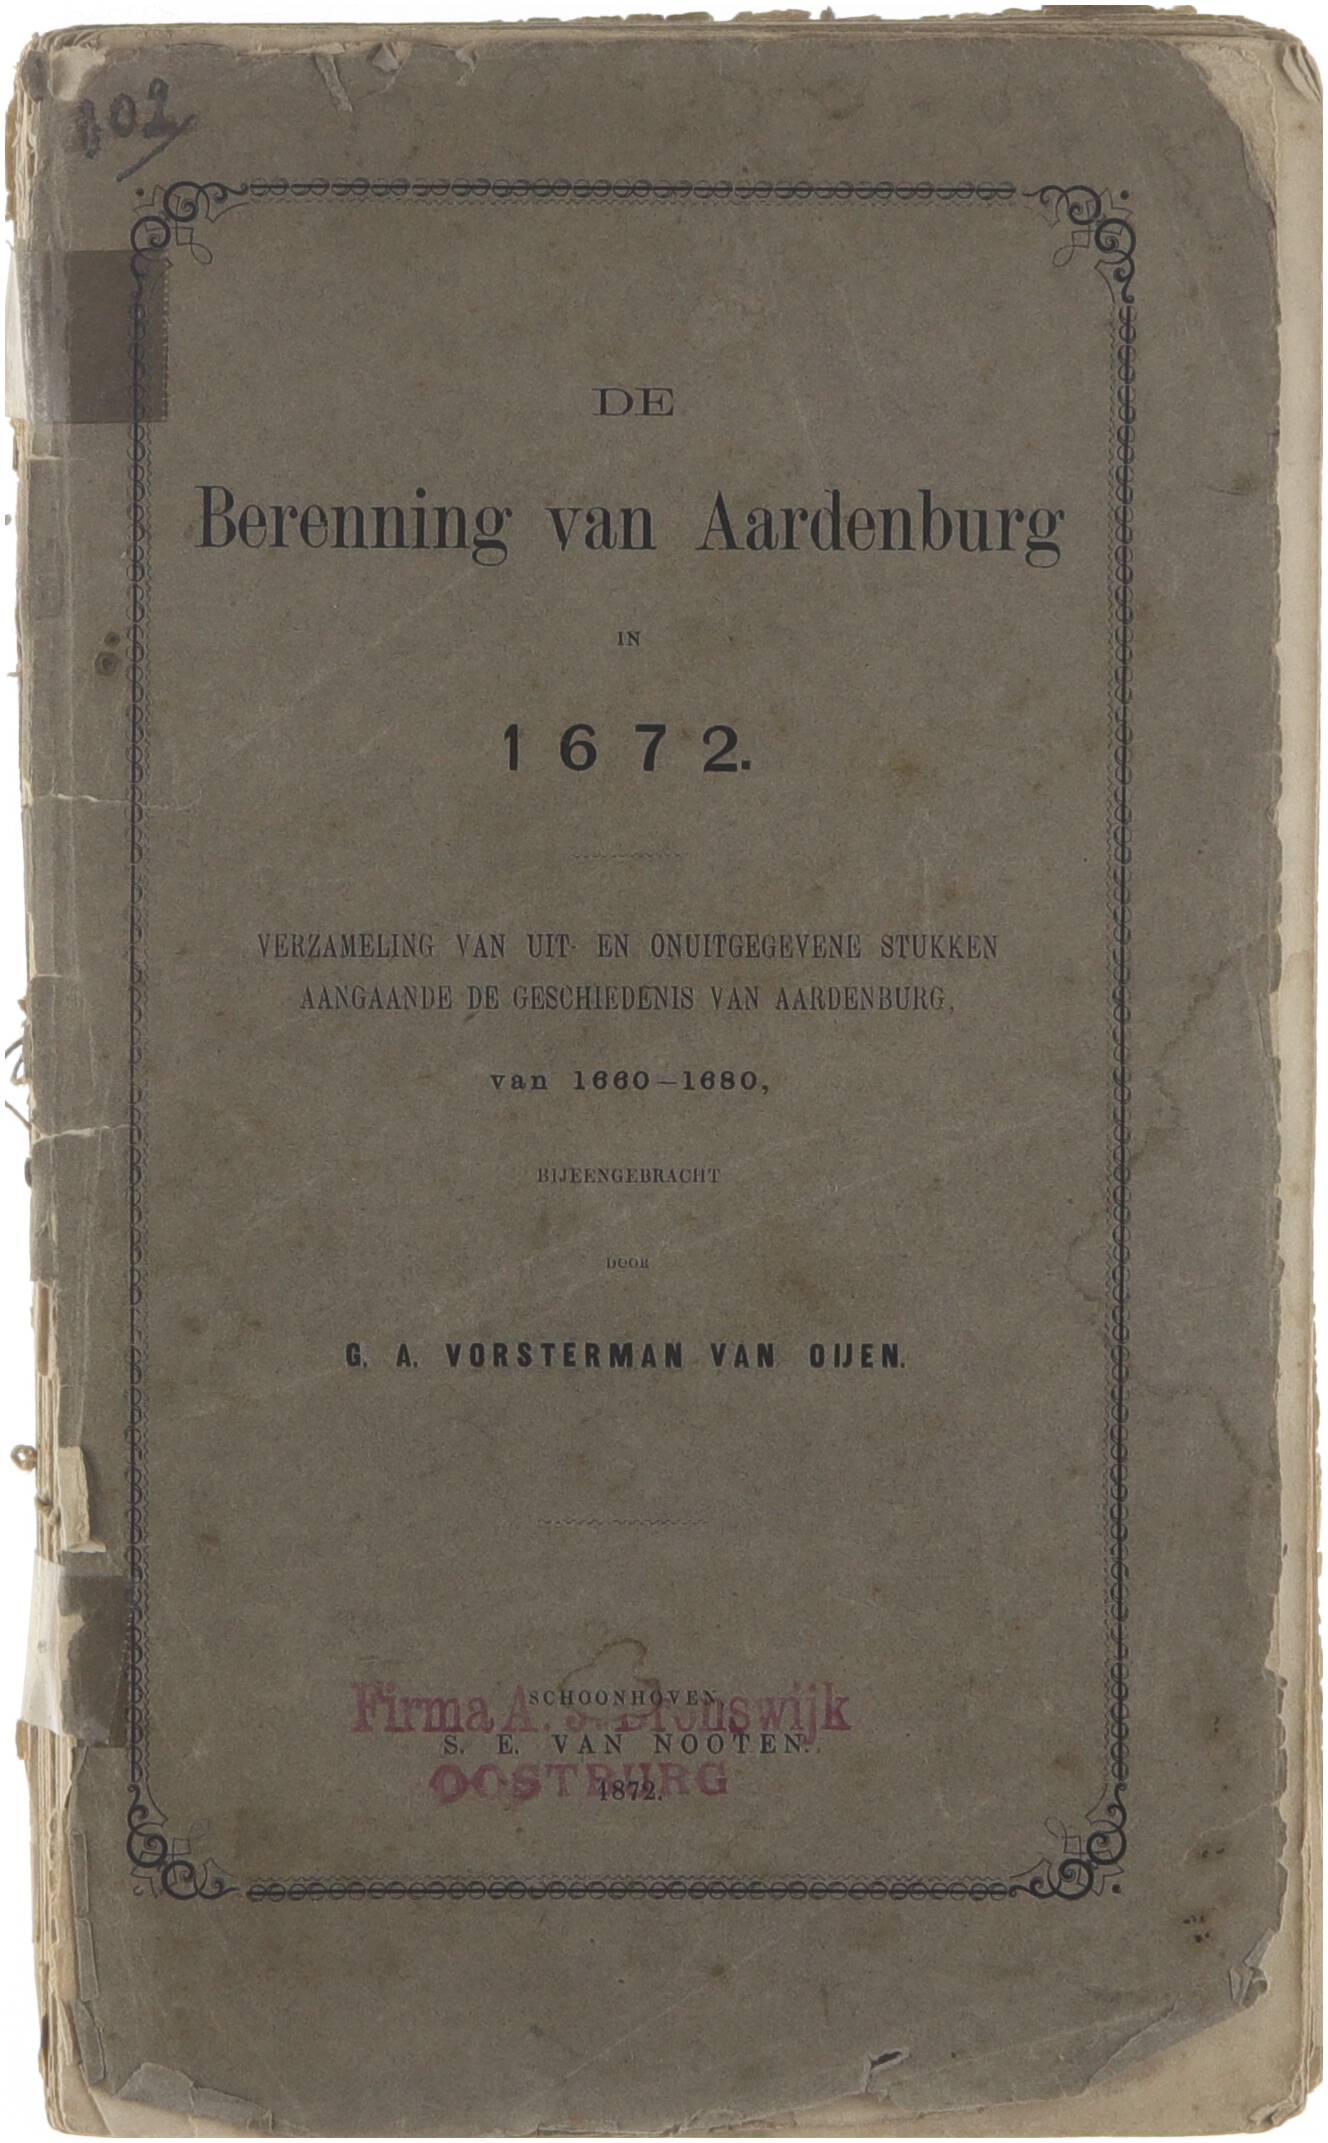 DE
Berenning van Aardenburg
IN
1672.
VERZAMELING VAN UIT- EN ONUITGEGEVENE STUKKEN
AANGAANDE DE GESCHIEDENIS VAN AARDENBURG,
van 1660-1680,
BIJEENGEBRACHT
DOOR
G. A. VORSTERMAN VAN OIJEN.
SCHOONHOVEN,
Firma A. Bronswijk
S. E. VAN NOOTEN.
OOSTBURG
1872.